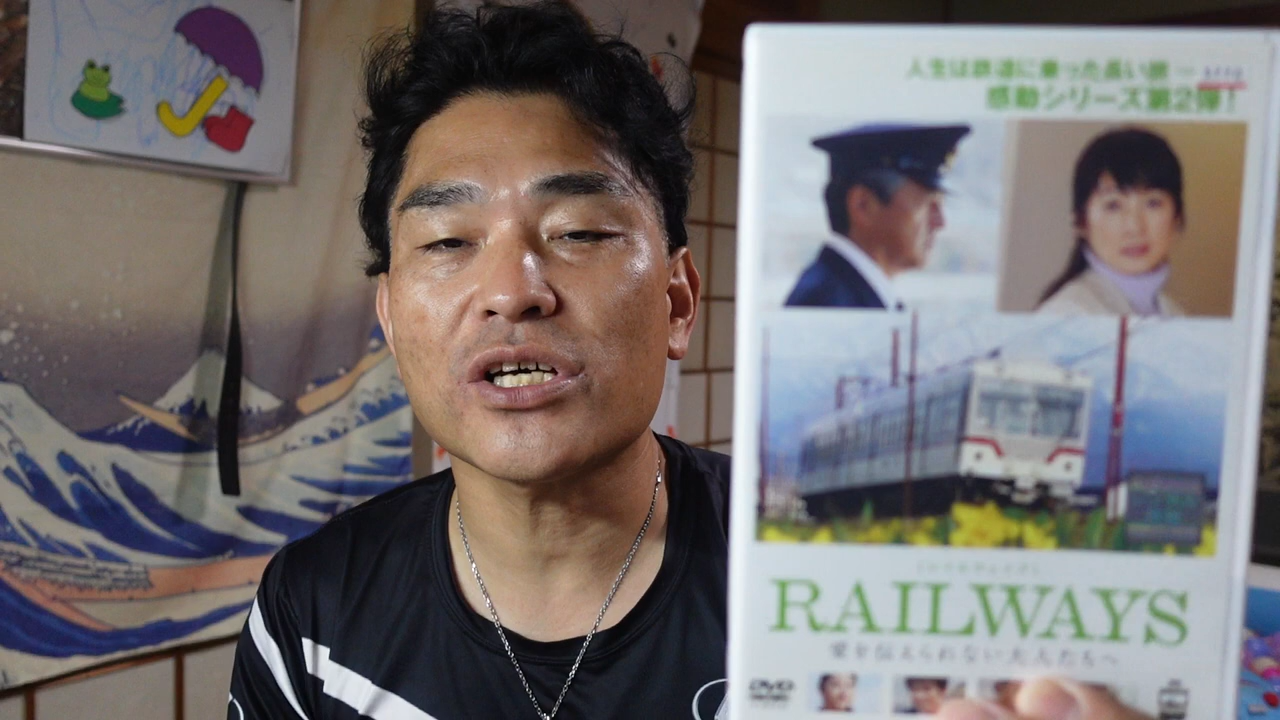 人生は鉄道に乗った長い旅
感動シリーズ第2弾!
RAILWAYS
愛を伝えられない大人たちへ
DVD